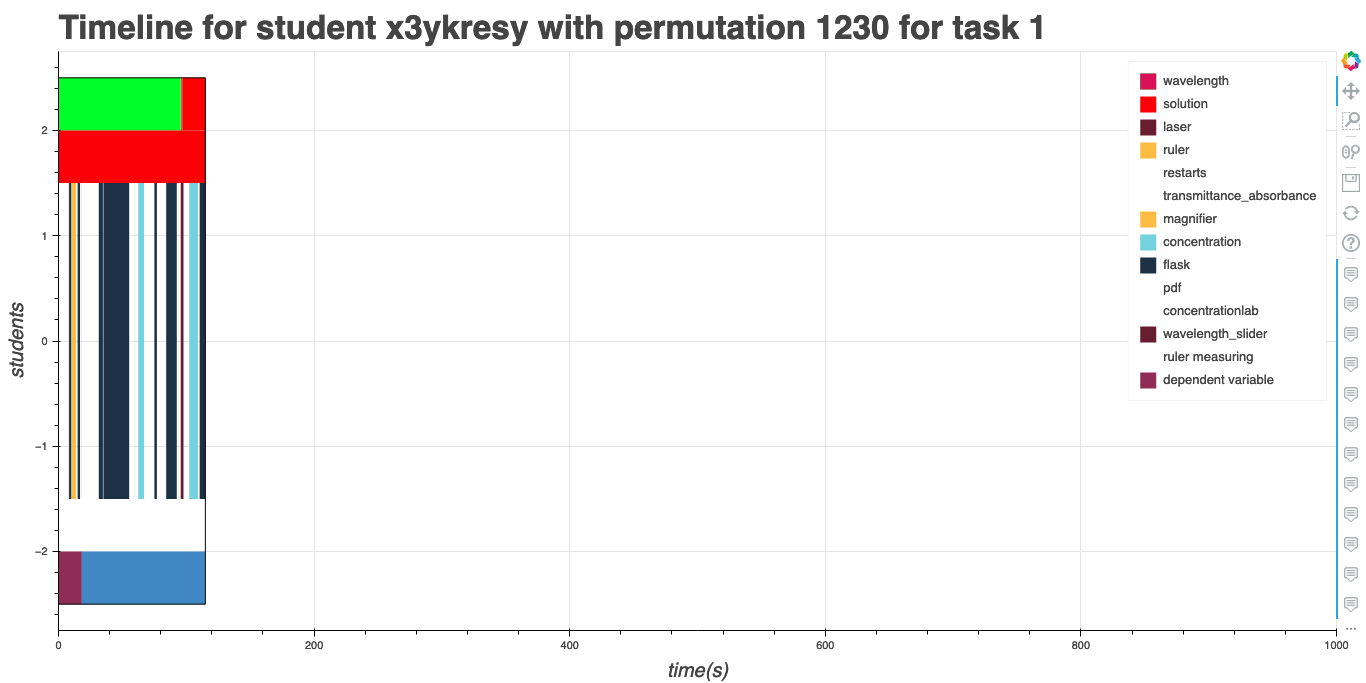 Timeline for student x3ykresy with permutation 1230 for task 1
wavelength
solution
laser
ruler
restarts
transmittance_absorbance
magnifier
concentration
flask
pdf
concentrationlab
wavelength_slider
ruler measuring
dependent variable
students
2
1
0
−1
−2
0 200 400 600 800 1000
time(s)